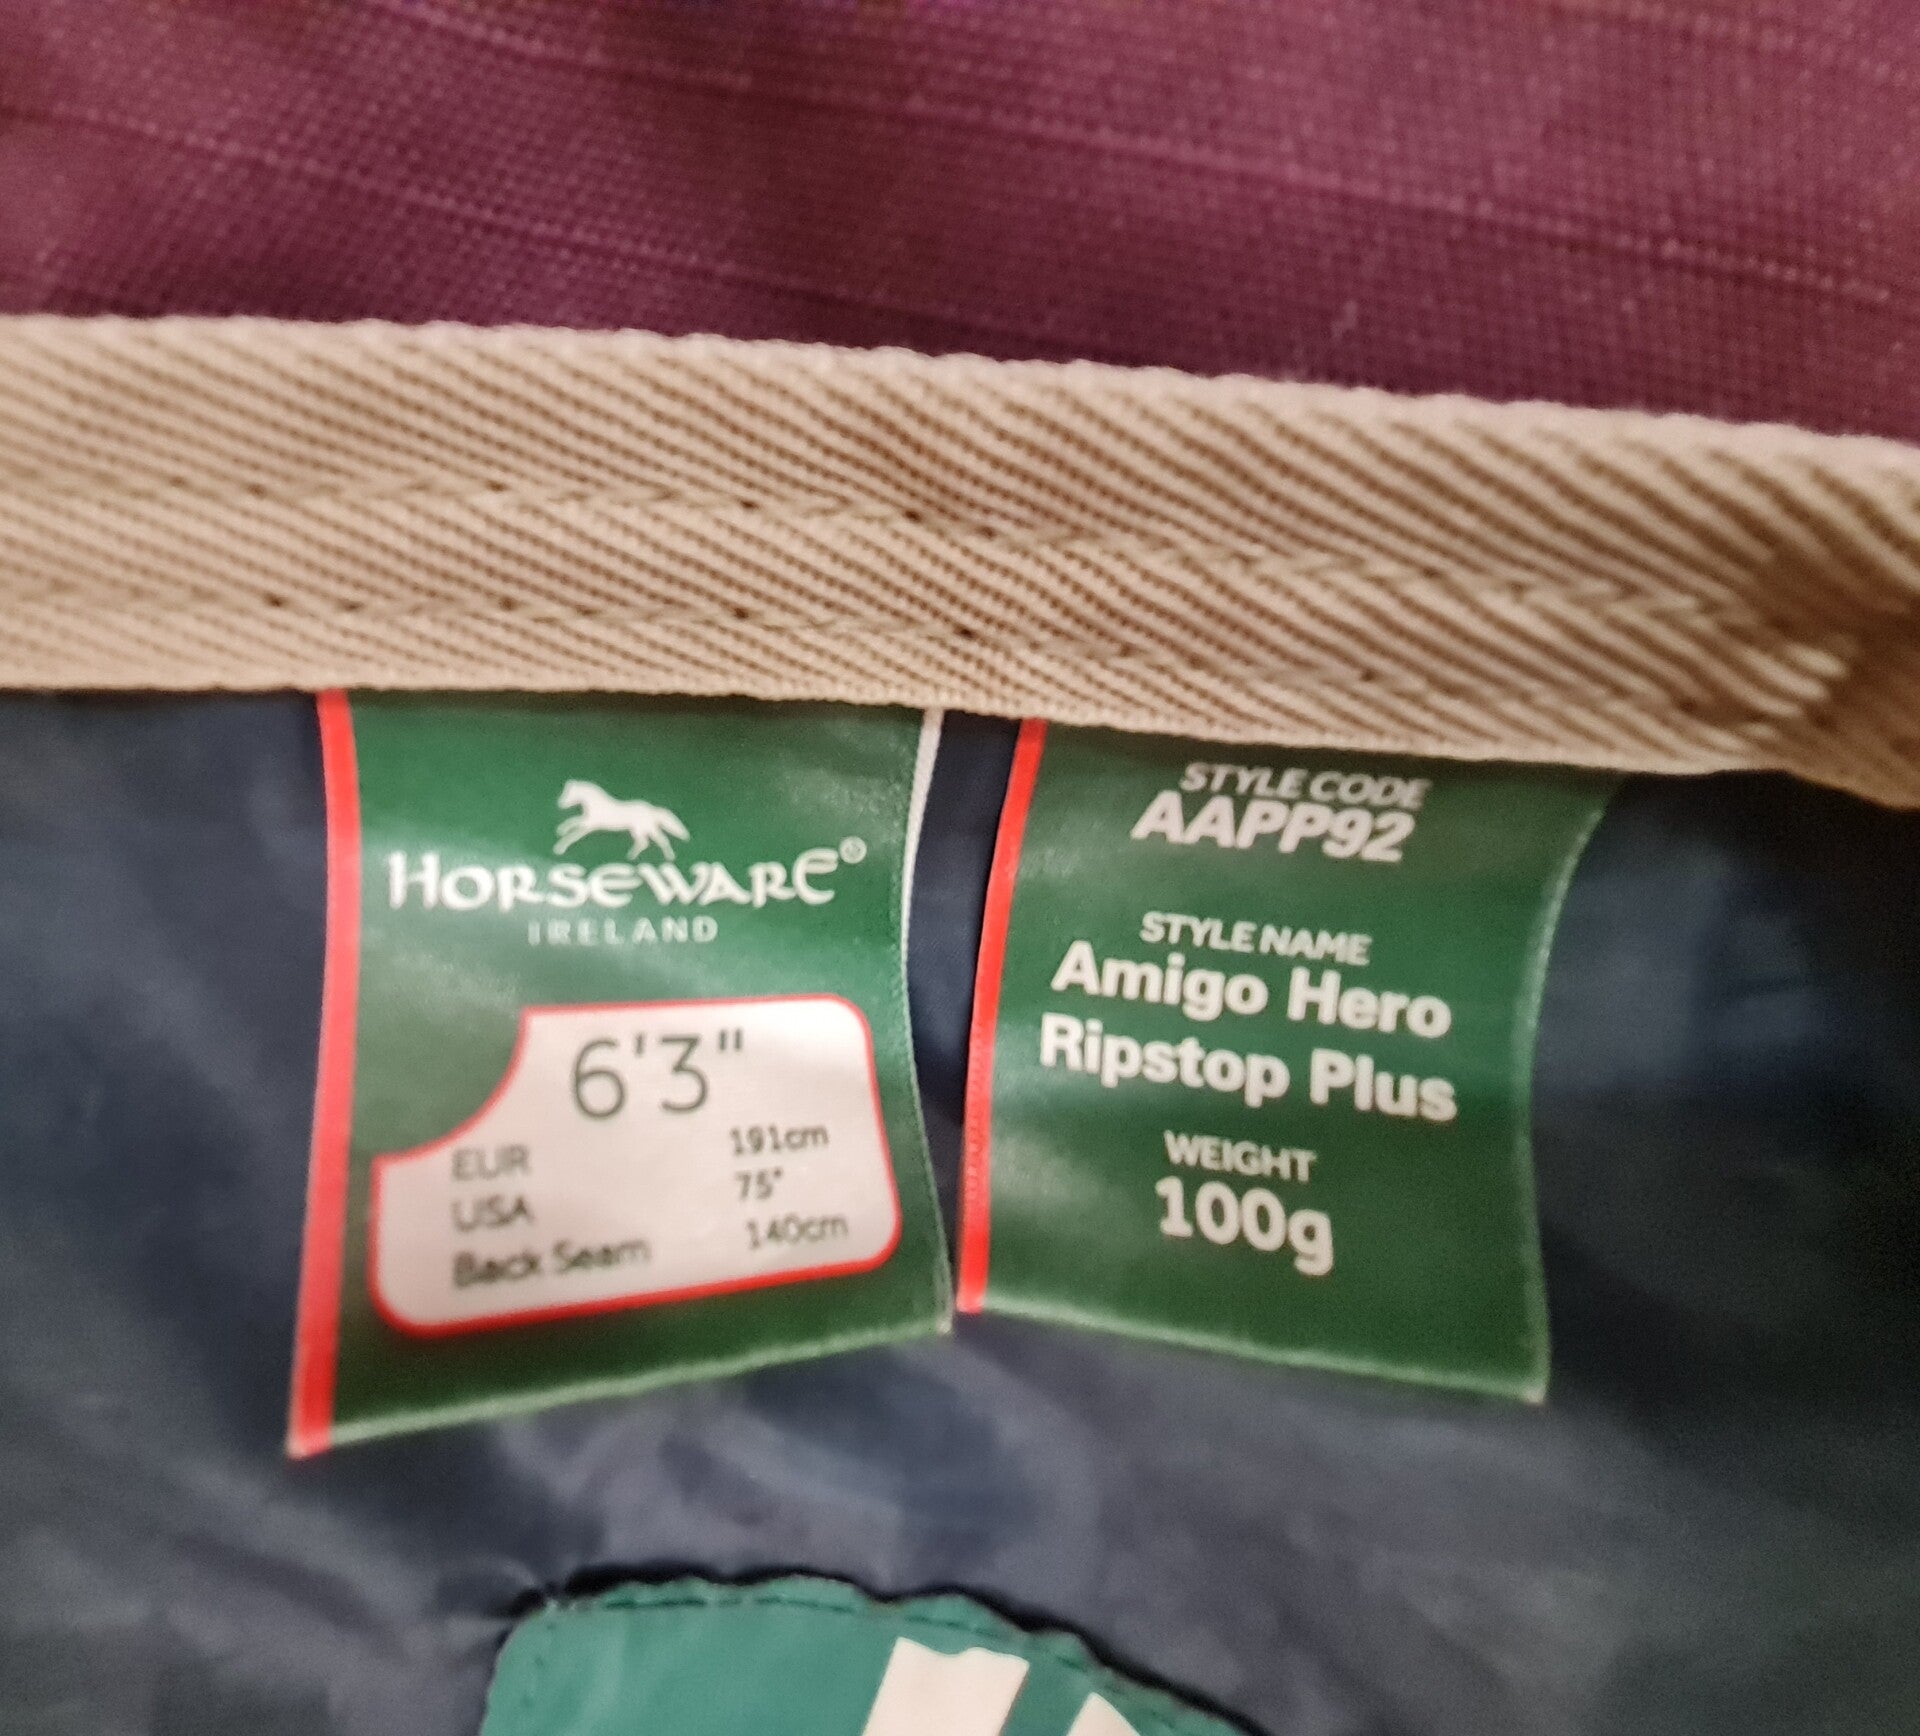 HORSEWARE®
IRELAND
6'3"
EUR 191cm
USA 75"
Back Seam 140cm
STYLE CODE
AAPP92
STYLE NAME
Amigo Hero
Ripstop Plus
WEIGHT
100g